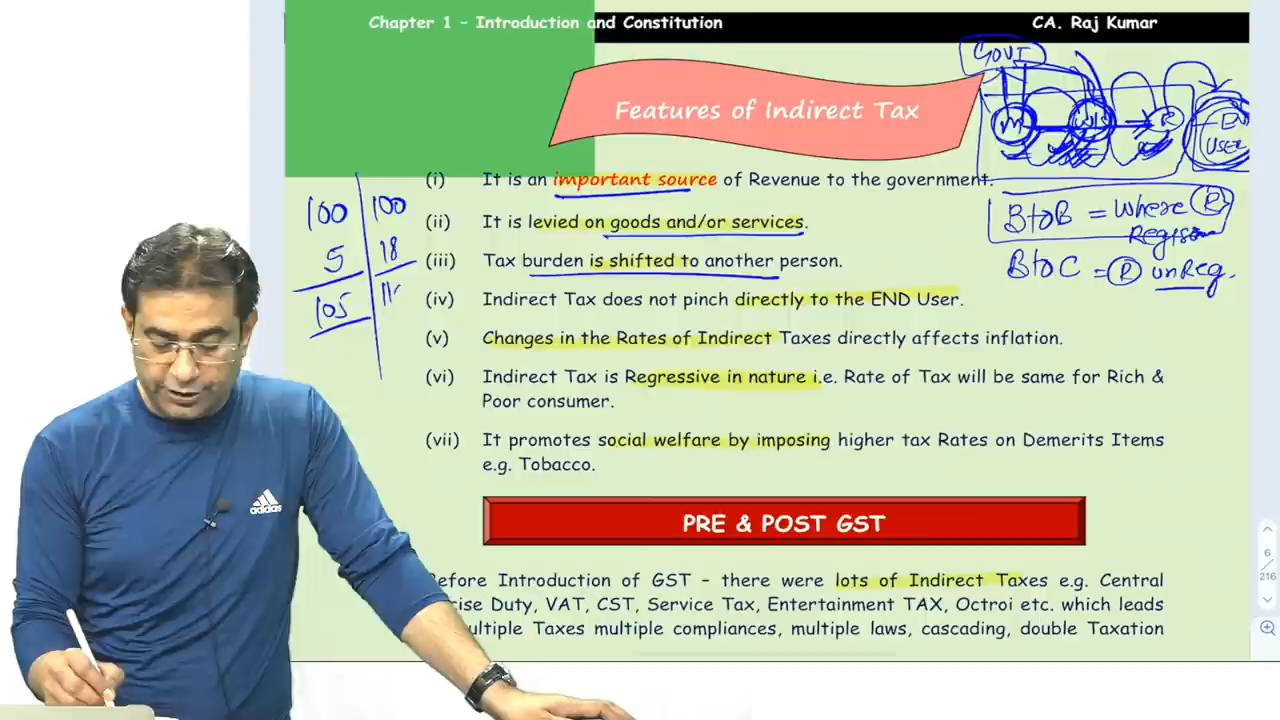 Chapter 1 – Introduction and Constitution
CA. Raj Kumar
GOVT
Features of Indirect Tax
END
USER
(i) It is an important source of Revenue to the government.
(ii) It is levied on goods and/or services.
(iii) Tax burden is shifted to another person.
(iv) Indirect Tax does not pinch directly to the END User.
(v) Changes in the Rates of Indirect Taxes directly affects inflation.
(vi) Indirect Tax is Regressive in nature i.e. Rate of Tax will be same for Rich &
Poor consumer.
(vii) It promotes social welfare by imposing higher tax Rates on Demerits Items
e.g. Tobacco.
BtoB = Where R
BtoC = R unReg.
100 100
5 18
105
adidas
PRE & POST GST
efore Introduction of GST – there were lots of Indirect Taxes e.g. Central
ise Duty, VAT, CST, Service Tax, Entertainment TAX, Octroi etc. which leads
ultiple Taxes multiple compliances, multiple laws, cascading, double Taxation
6
/
216